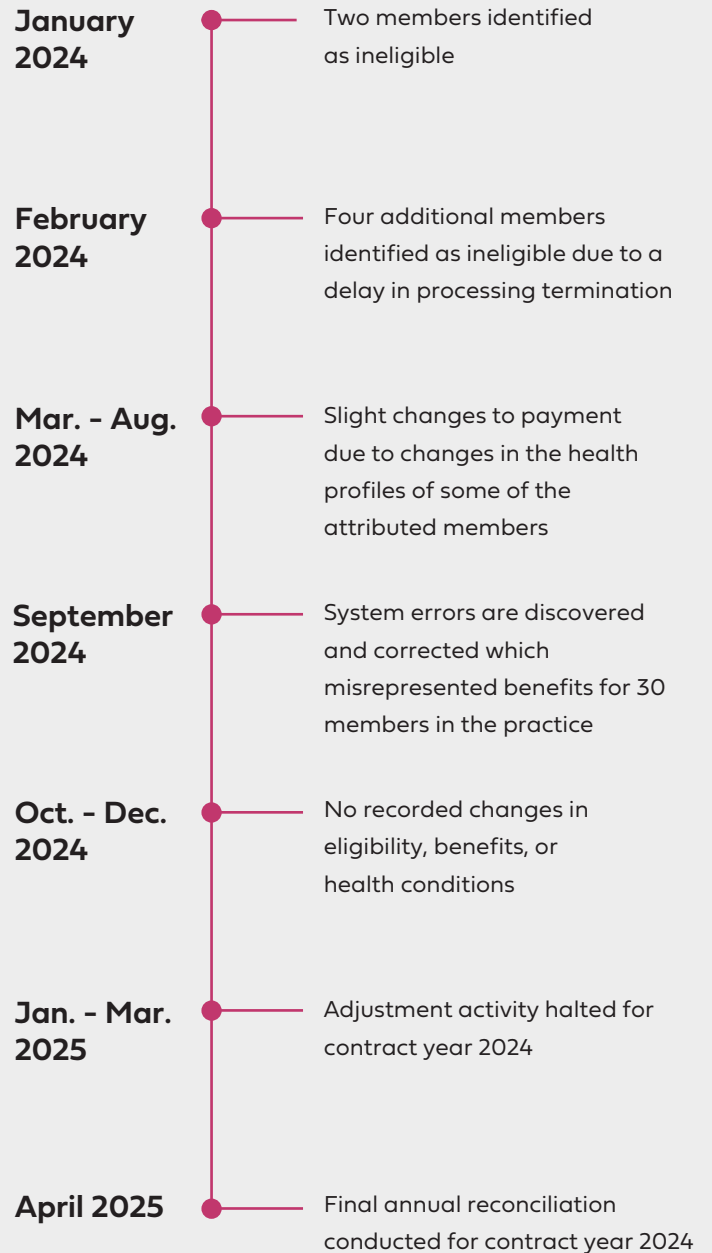 January
2024
Two members identified
as ineligible
February
2024
Four additional members
identified as ineligible due to a
delay in processing termination
Mar. - Aug.
2024
Slight changes to payment
due to changes in the health
profiles of some of the
attributed members
September
2024
System errors are discovered
and corrected which
misrepresented benefits for 30
members in the practice
Oct. - Dec.
2024
No recorded changes in
eligibility, benefits, or
health conditions
Jan. - Mar.
2025
Adjustment activity halted for
contract year 2024
April 2025
Final annual reconciliation
conducted for contract year 2024